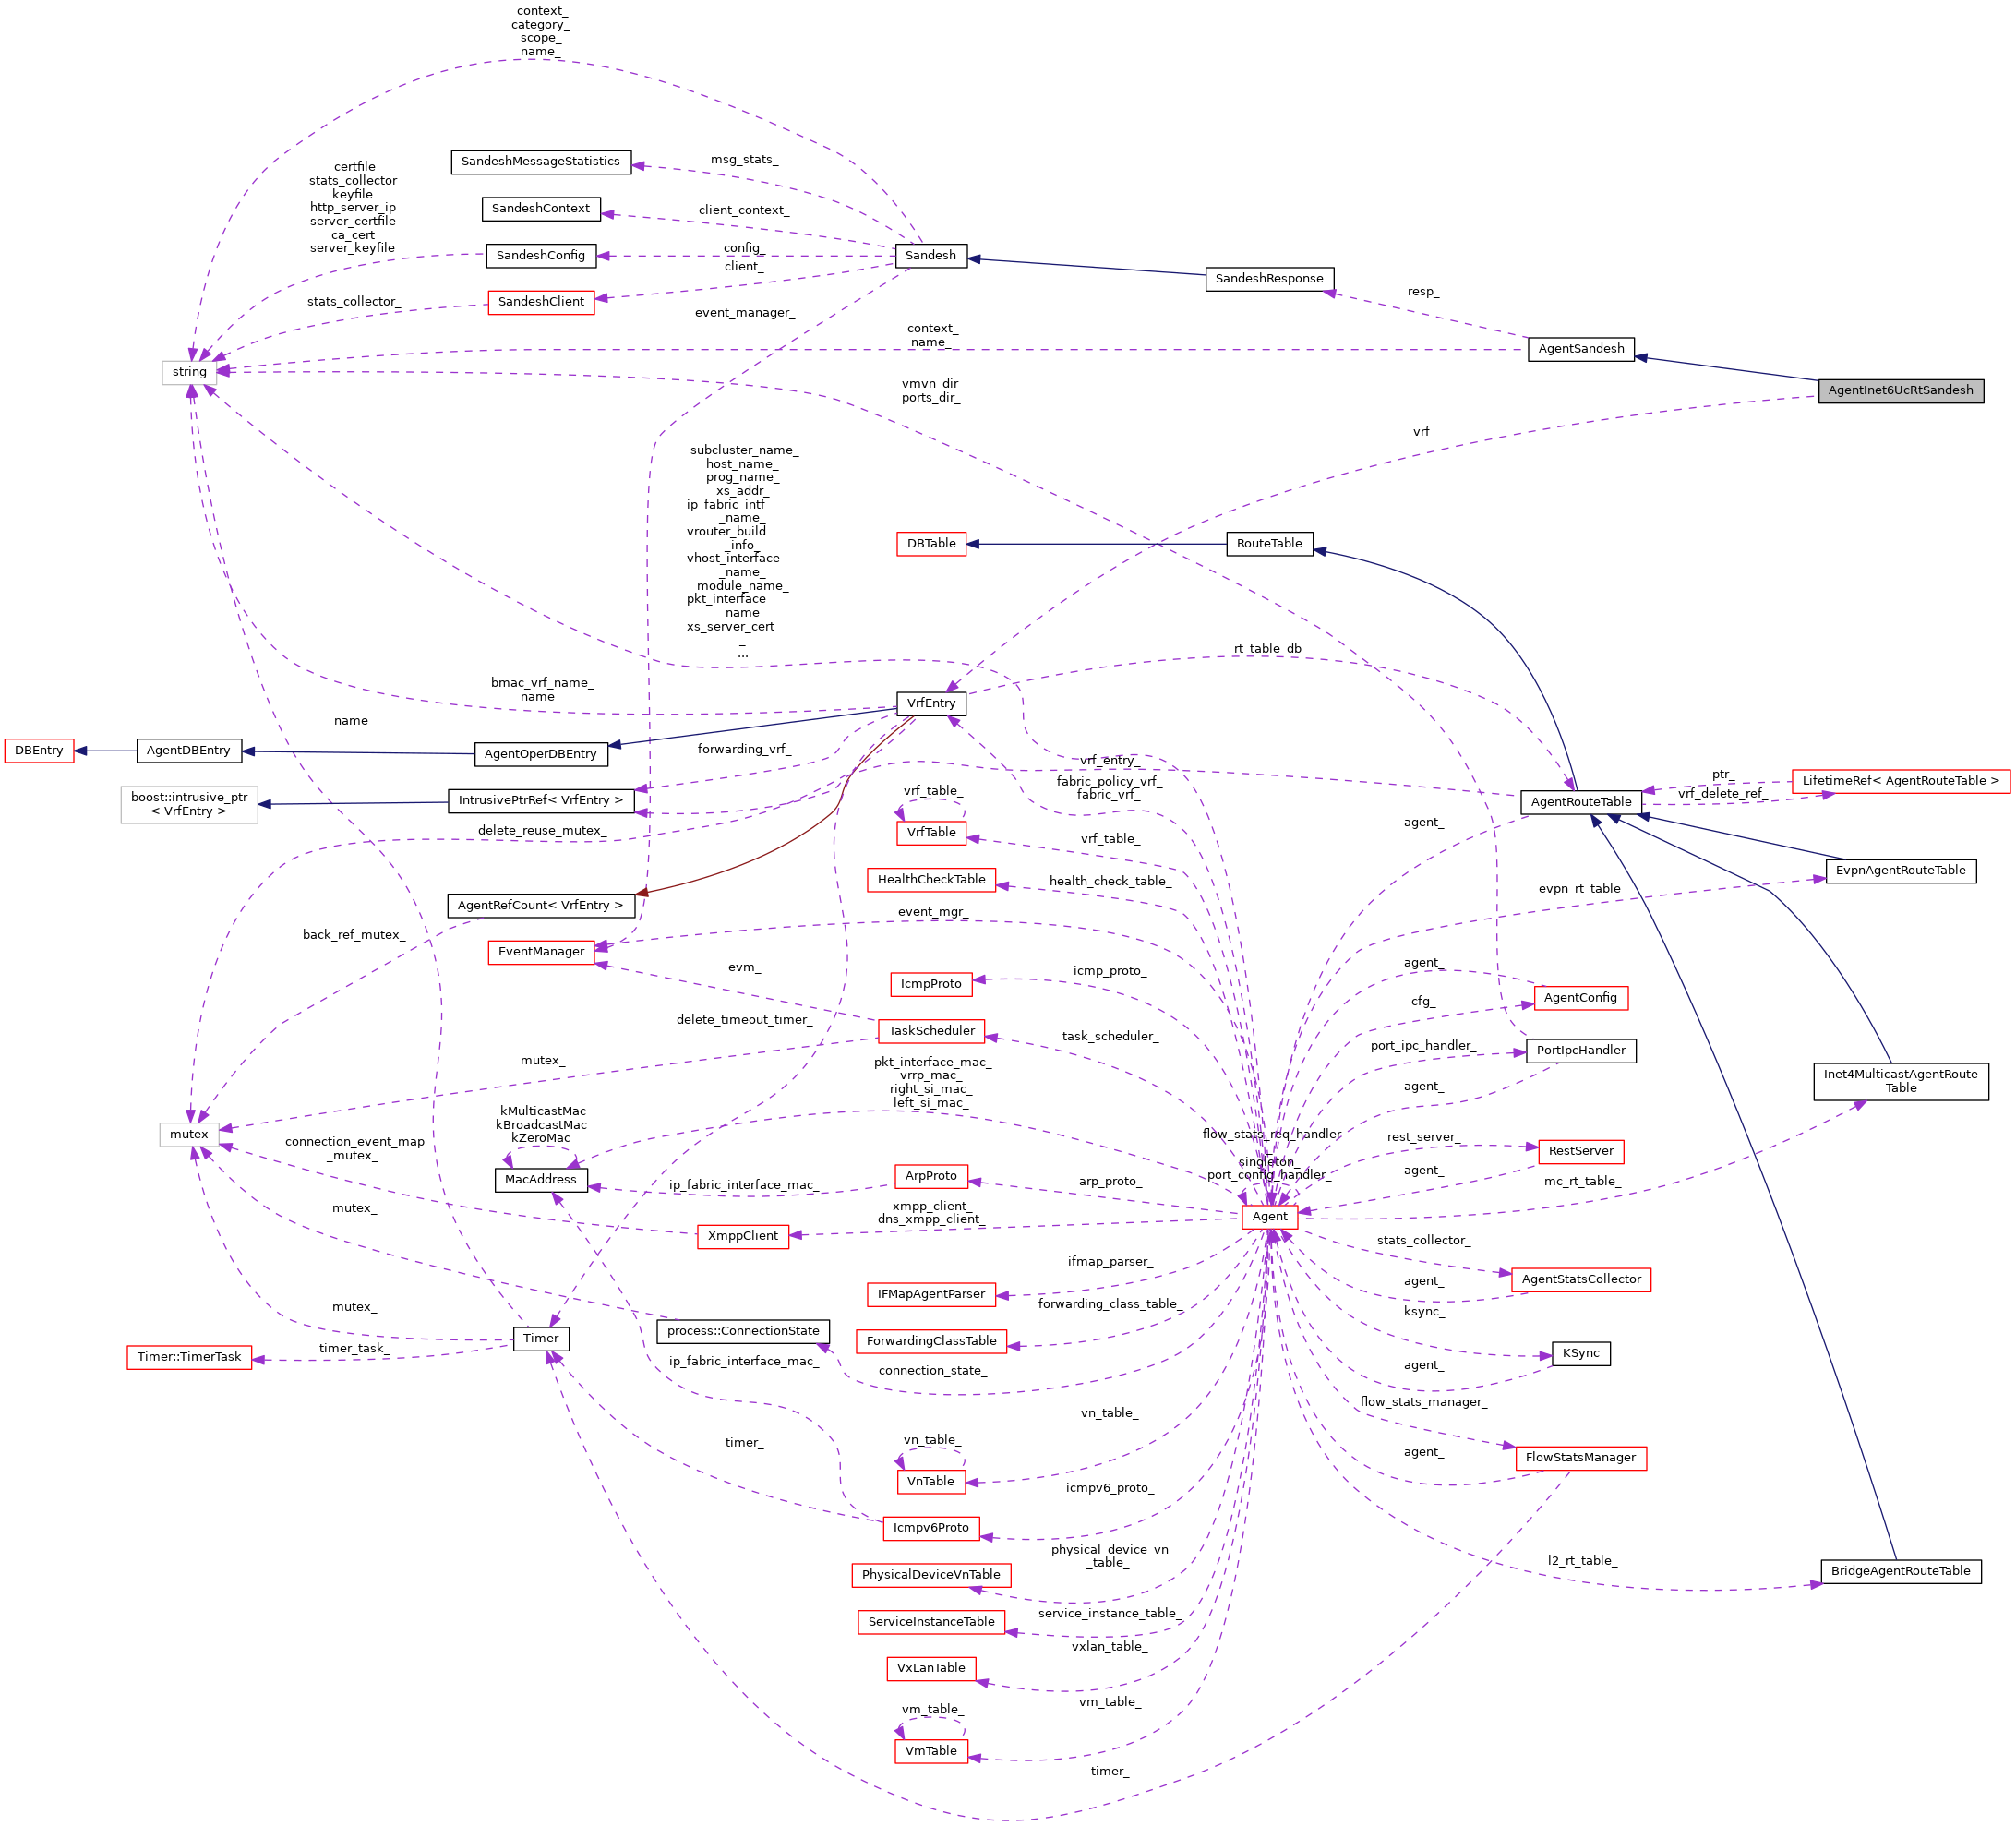 context_
category_
scope_
name_
SandeshMessageStatistics
msg_stats_
certfile
stats_collector
keyfile
http_server_ip
server_certfile
ca_cert
server_keyfile
SandeshContext
client_context_
SandeshConfig
config_
Sandesh
client_
SandeshResponse
resp_
stats_collector_
SandeshClient
event_manager_
context_
name_
AgentSandesh
string
vmvn_dir_
ports_dir_
AgentInet6UcRtSandesh
vrf_
subcluster_name_
host_name_
prog_name_
xs_addr_
ip_fabric_intf
_name_
vrouter_build
_info_
vhost_interface
_name_
module_name_
pkt_interface
_name_
xs_server_cert
_
...
DBTable
RouteTable
rt_table_db_
bmac_vrf_name_
name_
VrfEntry
name_
DBEntry
AgentDBEntry
AgentOperDBEntry
forwarding_vrf_
vrf_entry_
fabric_policy_vrf_
fabric_vrf_
ptr_
LifetimeRef< AgentRouteTable >
vrf_delete_ref_
boost::intrusive_ptr
< VrfEntry >
IntrusivePtrRef< VrfEntry >
vrf_table_
AgentRouteTable
agent_
delete_reuse_mutex_
VrfTable
vrf_table_
HealthCheckTable
health_check_table_
EvpnAgentRouteTable
evpn_rt_table_
AgentRefCount< VrfEntry >
event_mgr_
back_ref_mutex_
EventManager
evm_
IcmpProto
icmp_proto_
agent_
AgentConfig
cfg_
delete_timeout_timer_
TaskScheduler
task_scheduler_
port_ipc_handler_
PortIpcHandler
mutex_
pkt_interface_mac_
vrrp_mac_
right_si_mac_
left_si_mac_
agent_
Inet4MulticastAgentRoute
Table
kMulticastMac
kBroadcastMac
kZeroMac
mutex
connection_event_map
_mutex_
flow_stats_req_handler
_
singleton_
port_config_handler_
rest_server_
RestServer
agent_
MacAddress
ip_fabric_interface_mac_
ArpProto
arp_proto_
mc_rt_table_
mutex_
xmpp_client_
dns_xmpp_client_
XmppClient
Agent
stats_collector_
AgentStatsCollector
agent_
ifmap_parser_
IFMapAgentParser
mutex_
forwarding_class_table_
ksync_
Timer
process::ConnectionState
ForwardingClassTable
Timer::TimerTask
timer_task_
ip_fabric_interface_mac_
connection_state_
KSync
agent_
flow_stats_manager_
vn_table_
timer_
vn_table_
agent_
FlowStatsManager
VnTable
icmpv6_proto_
Icmpv6Proto
physical_device_vn
_table_
l2_rt_table_
PhysicalDeviceVnTable
BridgeAgentRouteTable
service_instance_table_
ServiceInstanceTable
vxlan_table_
VxLanTable
vm_table_
vm_table_
VmTable
timer_